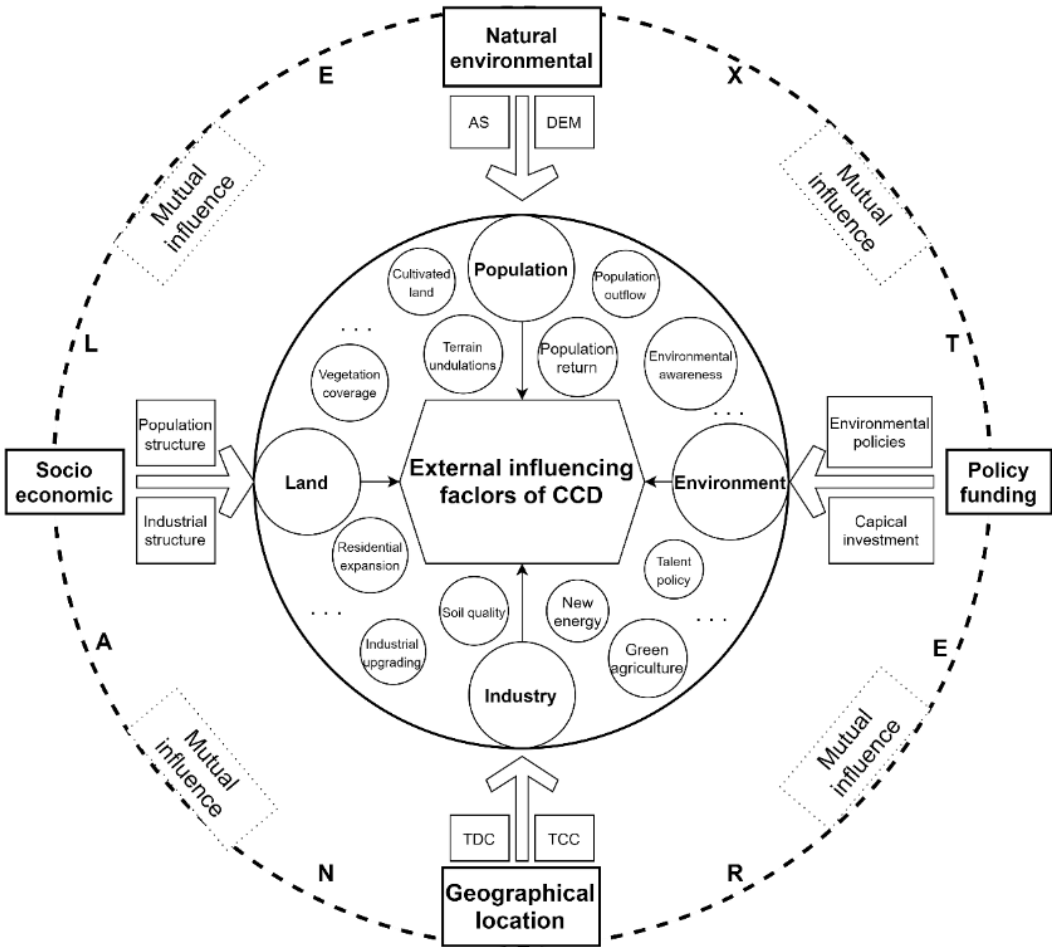 Natural
environmental
E
X
AS
DEM
Mutual
influence
Mutual
influence
Population
Cultivated
land
Population
outflow
. . .
Terrain
undulations
Population
return
Environmental
awareness
L
T
Vegetation
coverage
. . .
Population
structure
Environmental
policies
Socio
economic
Land
External influencing
faclors of CCD
Environment
Policy
funding
Industrial
structure
Capical
investment
Residential
expansion
Talent
policy
. . .
Soil quality
New
energy
. . .
A
Industrial
upgrading
Green
agriculture
E
Industry
Mutual
influence
Mutual
influence
TDC
TCC
N
R
Geographical
location